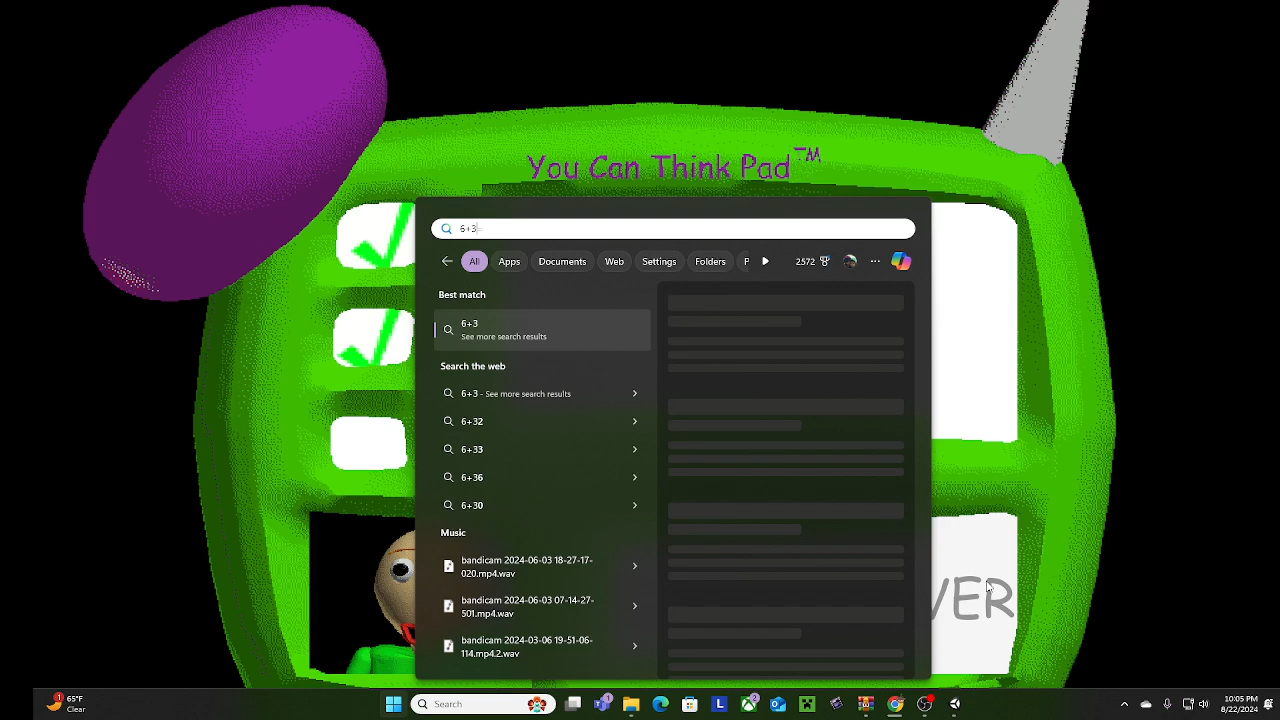 You Can Think Pad™
6+3
All Apps Documents Web Settings Folders P 2572 ...
Best match
6+3
See more search results
Search the web
6+3 - See more search results
6+32
6+33
6+36
6+30
Music
bandicam 2024-06-03 18-27-17-
020.mp4.wav
bandicam 2024-06-03 07-14-27-
501.mp4.wav
bandicam 2024-03-06 19-51-06-
114.mp4.2.wav
VER
1
65°F
Clear
Search
1
L
2
10:05 PM
8/22/2024